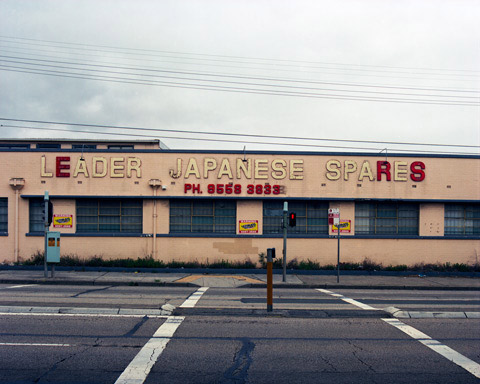 LEADER JAPANESE SPARES
PH. 8558 3833